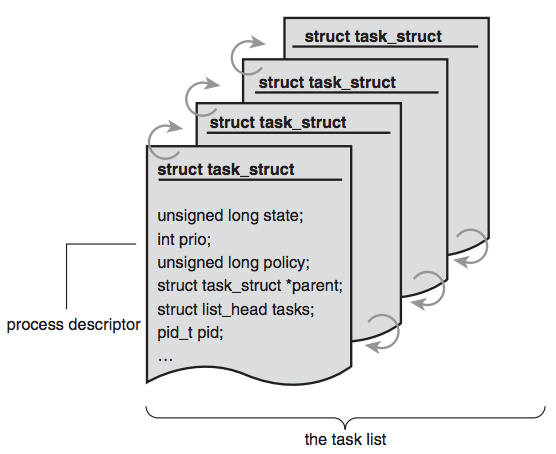 struct task_struct
struct task_struct
struct task_struct
struct task_struct
unsigned long state;
int prio;
unsigned long policy;
struct task_struct *parent;
struct list_head tasks;
pid_t pid;
…
process descriptor
the task list